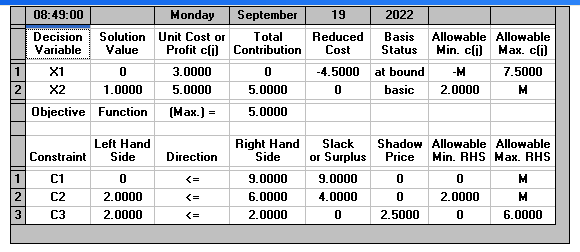 08:49:00 Monday September 19 2022
Decision Solution Unit Cost or Total Reduced Basis Allowable Allowable
Variable Value Profit c(j) Contribution Cost Status Min. c(j) Max. c(j)
1 X1 0 3.0000 0 -4.5000 at bound -M 7.5000
2 X2 1.0000 5.0000 5.0000 0 basic 2.0000 M
Objective Function (Max.) = 5.0000
Left Hand Right Hand Slack Shadow Allowable Allowable
Constraint Side Direction Side or Surplus Price Min. RHS Max. RHS
1 C1 0 <= 9.0000 9.0000 0 0 M
2 C2 2.0000 <= 6.0000 4.0000 0 2.0000 M
3 C3 2.0000 <= 2.0000 0 2.5000 0 6.0000